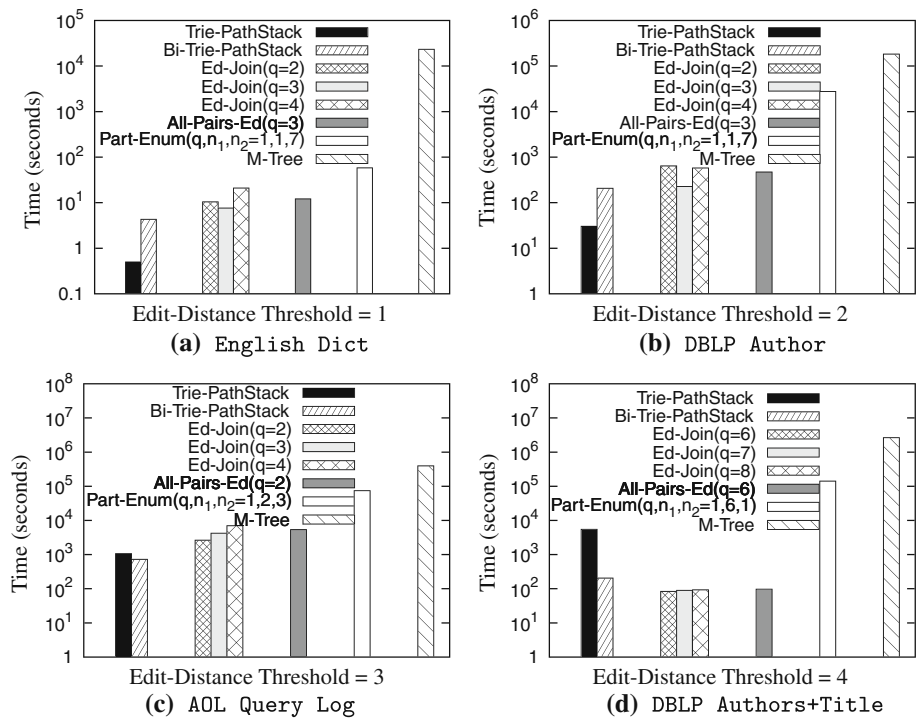 10^5
10^4
10^3
10^2
10^1
1
0.1
Time (seconds)
Trie-PathStack
Bi-Trie-PathStack
Ed-Join(q=2)
Ed-Join(q=3)
Ed-Join(q=4)
All-Pairs-Ed(q=3)
Part-Enum(q,n₁,n₂=1,1,7)
M-Tree
Edit-Distance Threshold = 1
(a) English Dict
10^6
10^5
10^4
10^3
10^2
10^1
1
Time (seconds)
Trie-PathStack
Bi-Trie-PathStack
Ed-Join(q=2)
Ed-Join(q=3)
Ed-Join(q=4)
All-Pairs-Ed(q=3)
Part-Enum(q,n₁,n₂=1,1,7)
M-Tree
Edit-Distance Threshold = 2
(b) DBLP Author
10^8
10^7
10^6
10^5
10^4
10^3
10^2
10^1
1
Time (seconds)
Trie-PathStack
Bi-Trie-PathStack
Ed-Join(q=2)
Ed-Join(q=3)
Ed-Join(q=4)
All-Pairs-Ed(q=2)
Part-Enum(q,n₁,n₂=1,2,3)
M-Tree
Edit-Distance Threshold = 3
(c) AOL Query Log
10^8
10^7
10^6
10^5
10^4
10^3
10^2
10^1
1
Time (seconds)
Trie-PathStack
Bi-Trie-PathStack
Ed-Join(q=6)
Ed-Join(q=7)
Ed-Join(q=8)
All-Pairs-Ed(q=6)
Part-Enum(q,n₁,n₂=1,6,1)
M-Tree
Edit-Distance Threshold = 4
(d) DBLP Authors+Title